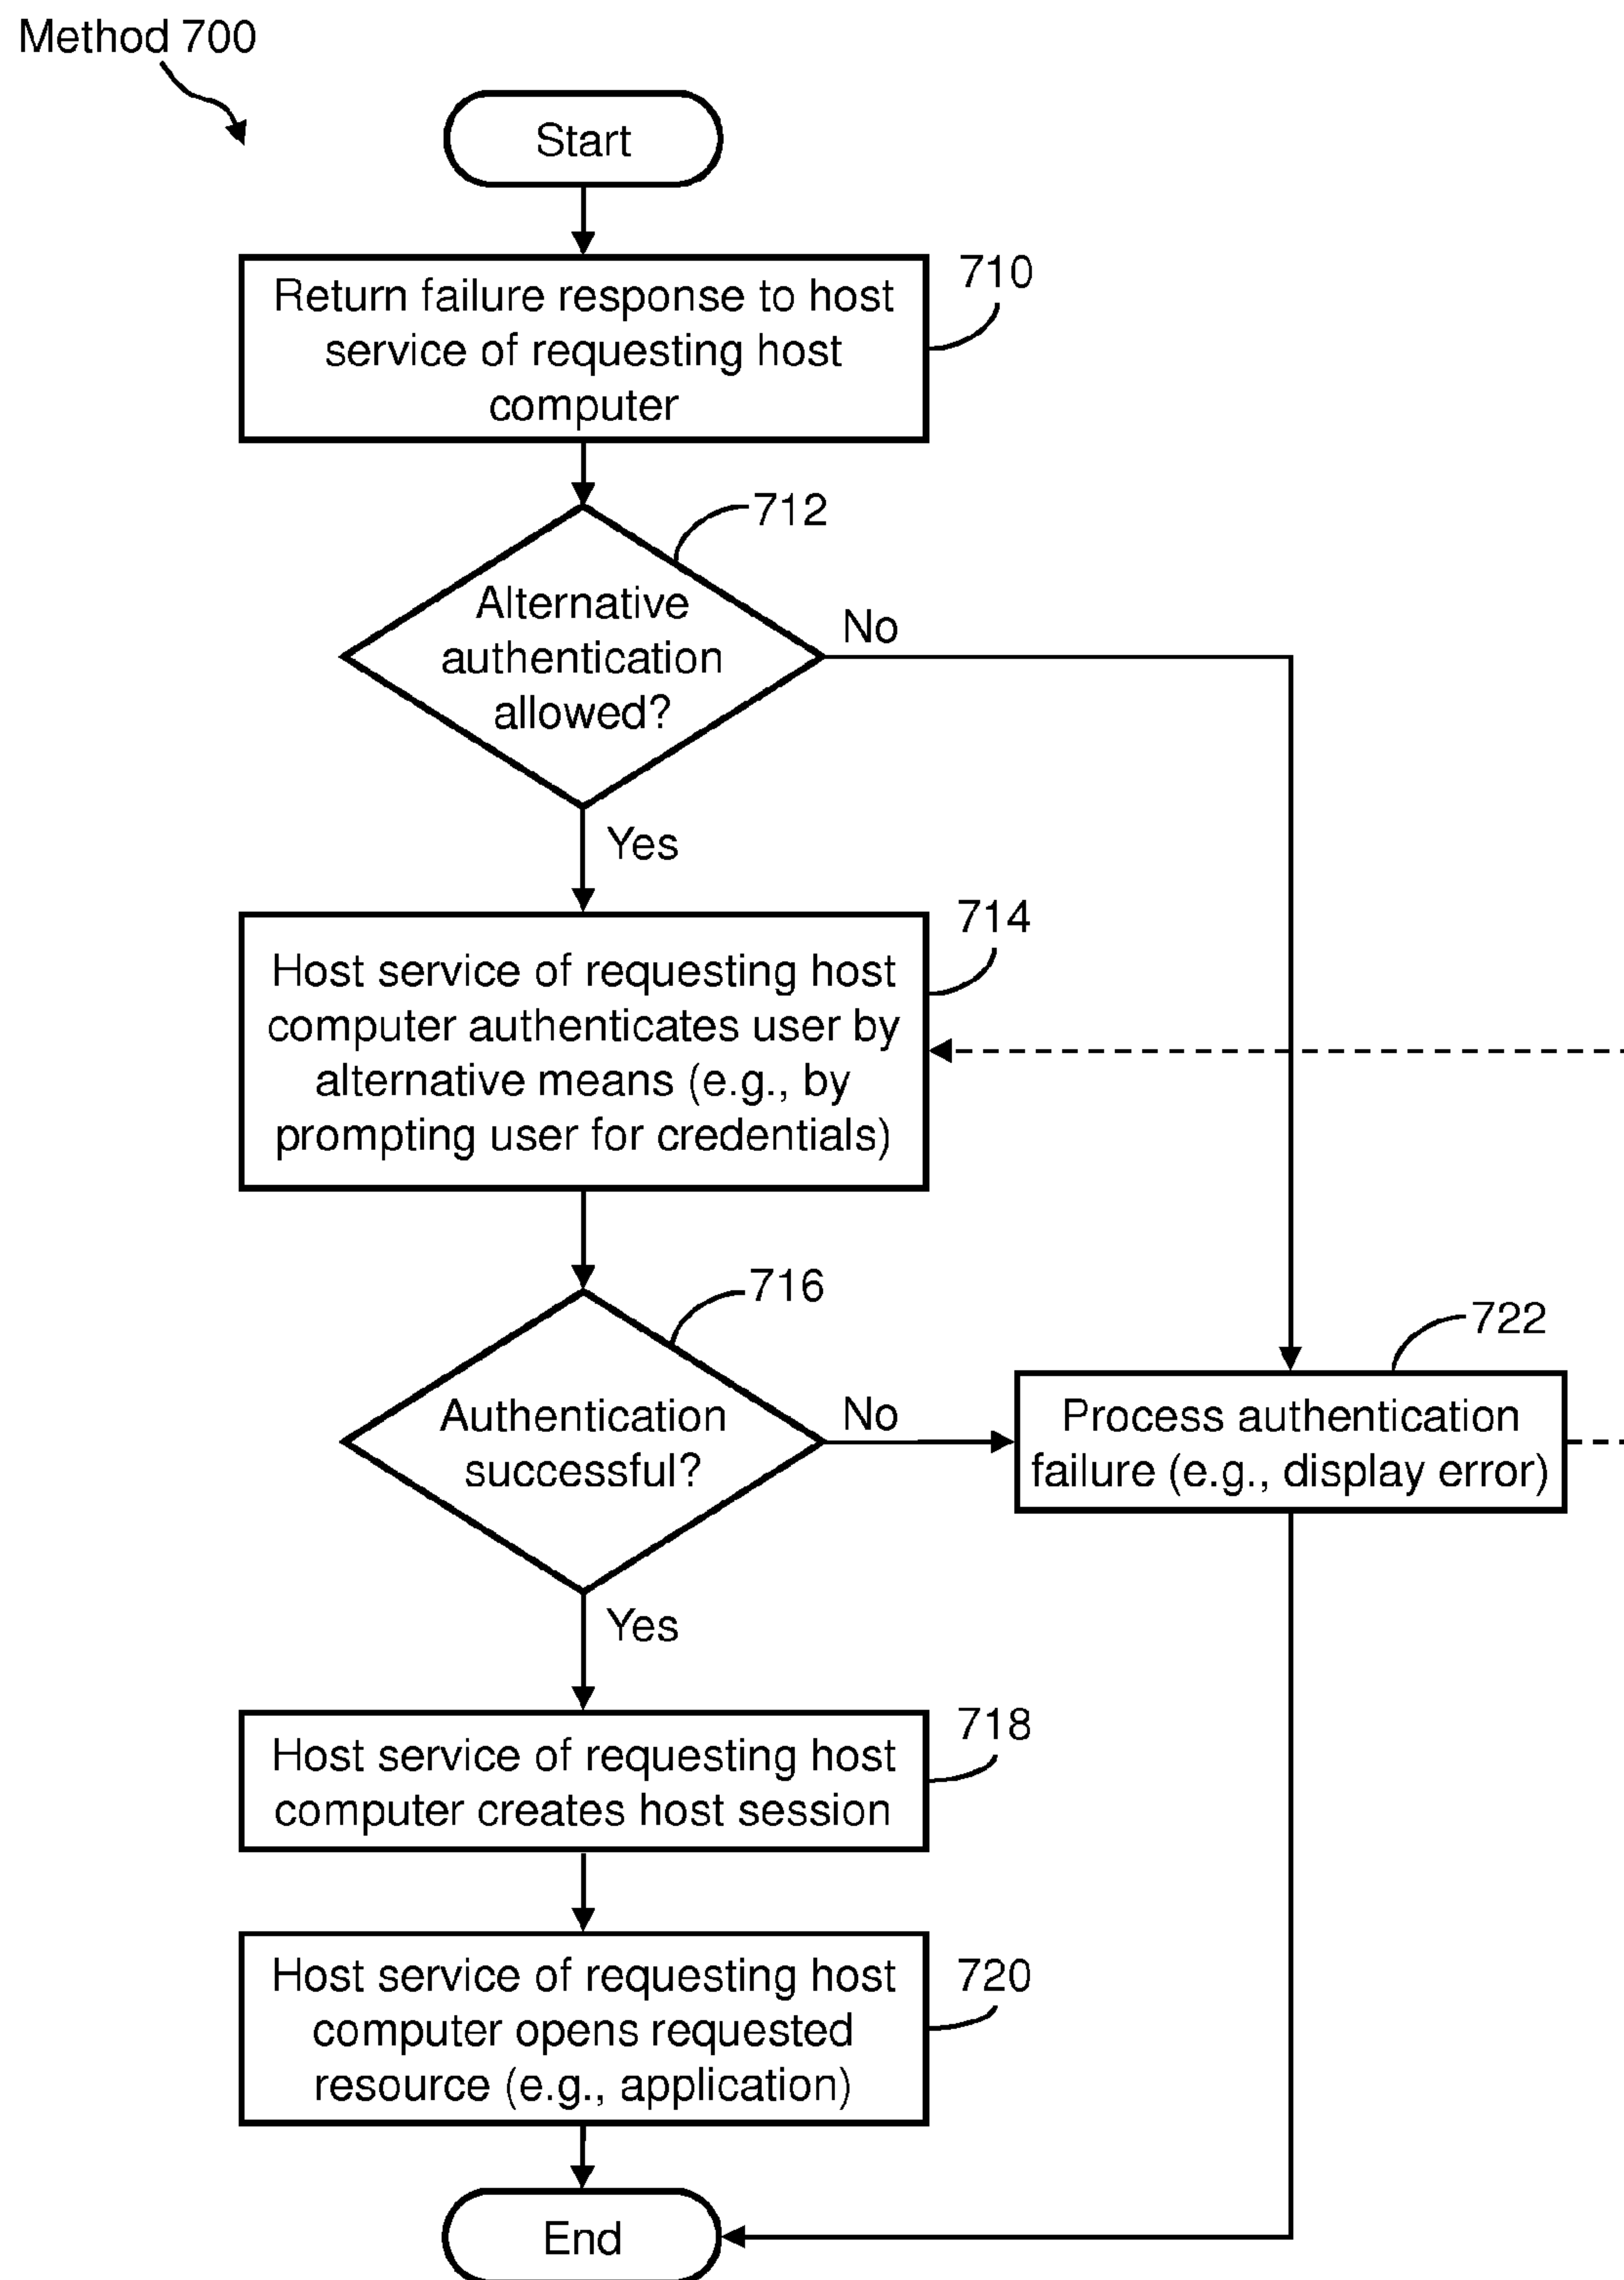 Method 700
Start
Return failure response to host
service of requesting host
computer
710
712
Alternative
authentication
allowed?
No
Yes
714
Host service of requesting host
computer authenticates user by
alternative means (e.g., by
prompting user for credentials)
716
Authentication
successful?
No
722
Process authentication
failure (e.g., display error)
Yes
718
Host service of requesting host
computer creates host session
720
Host service of requesting host
computer opens requested
resource (e.g., application)
End